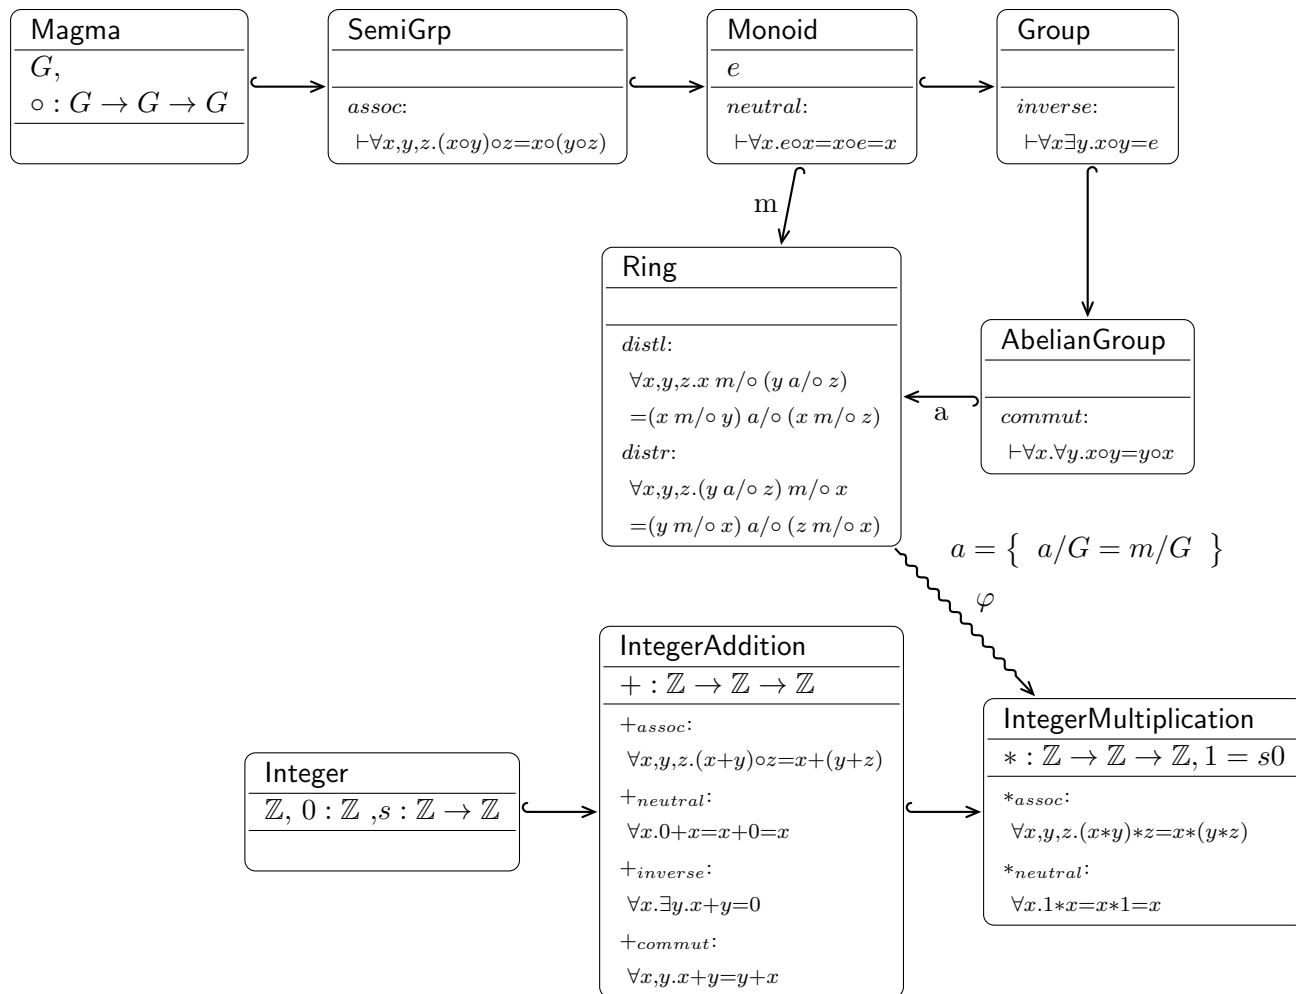 Magma
G,
∘ : G → G → G
SemiGrp
assoc:
⊢∀x,y,z.(x∘y)∘z=x∘(y∘z)
Monoid
e
neutral:
⊢∀x.e∘x=x∘e=x
Group
inverse:
⊢∀x∃y.x∘y=e
m
Ring
distl:
∀x,y,z.x m/∘ (y a/∘ z)
=(x m/∘ y) a/∘ (x m/∘ z)
distr:
∀x,y,z.(y a/∘ z) m/∘ x
=(y m/∘ x) a/∘ (z m/∘ x)
AbelianGroup
commut:
⊢∀x.∀y.x∘y=y∘x
a
a = { a/G = m/G }
φ
Integer
ℤ, 0 : ℤ ,s : ℤ → ℤ
IntegerAddition
+ : ℤ → ℤ → ℤ
+assoc:
∀x,y,z.(x+y)∘z=x+(y+z)
+neutral:
∀x.0+x=x+0=x
+inverse:
∀x.∃y.x+y=0
+commut:
∀x,y.x+y=y+x
IntegerMultiplication
∗ : ℤ → ℤ → ℤ, 1 = s0
∗assoc:
∀x,y,z.(x∗y)∗z=x∗(y∗z)
∗neutral:
∀x.1∗x=x∗1=x